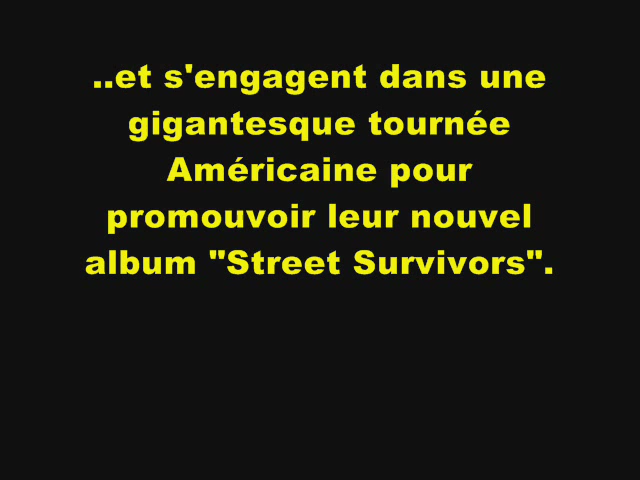 ..et s'engagent dans une
gigantesque tournée
Américaine pour
promouvoir leur nouvel
album "Street Survivors".